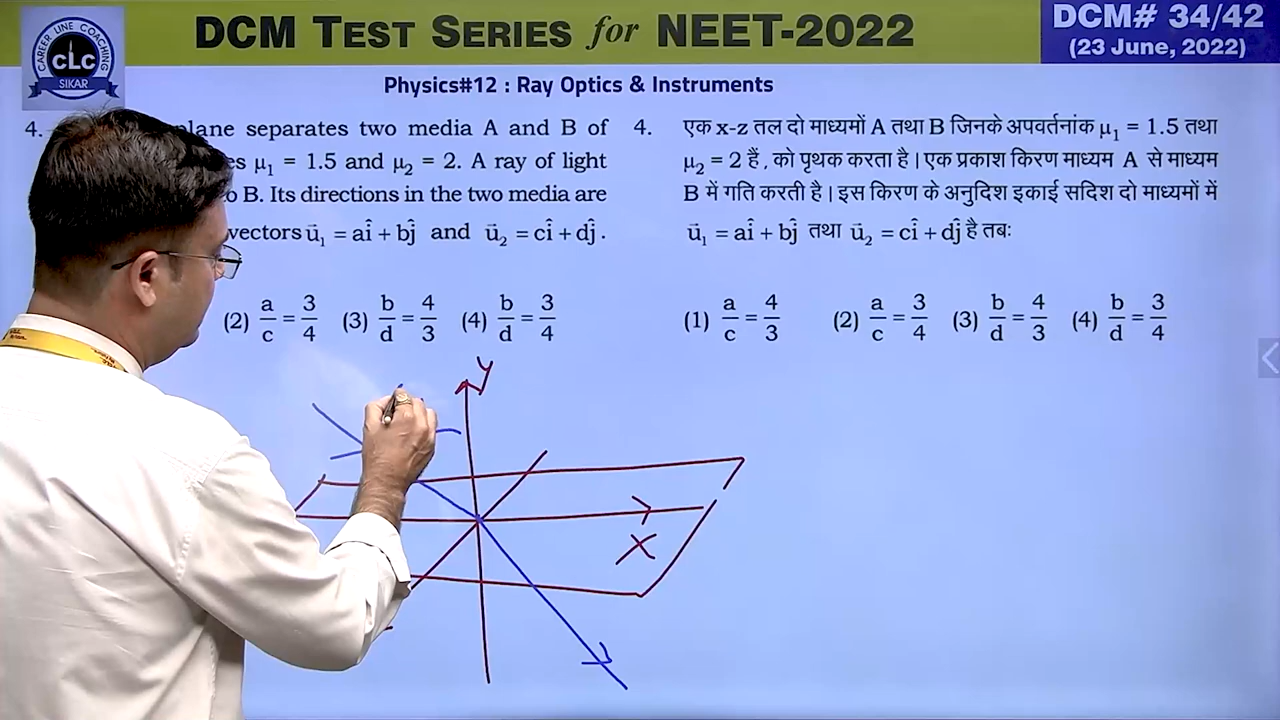 CAREER LINE COACHING
CLC
SIKAR
DCM TEST SERIES for NEET-2022
DCM# 34/42
(23 June, 2022)
Physics#12 : Ray Optics & Instruments
4. plane separates two media A and B of
μ₁ = 1.5 and μ₂ = 2. A ray of light
B. Its directions in the two media are
vectors u⃗₁ = aî + bĵ and u⃗₂ = cî + dĵ.
(2) a/c = 3/4 (3) b/d = 4/3 (4) b/d = 3/4
4. एक x-z तल दो माध्यमों A तथा B जिनके अपवर्तनांक μ₁ = 1.5 तथा
μ₂ = 2 हैं, को पृथक करता है। एक प्रकाश किरण माध्यम A से माध्यम
B में गति करती है। इस किरण के अनुदिश इकाई सदिश दो माध्यमों में
u⃗₁ = aî + bĵ तथा u⃗₂ = cî + dĵ है तबः
(1) a/c = 4/3 (2) a/c = 3/4 (3) b/d = 4/3 (4) b/d = 3/4
y
X